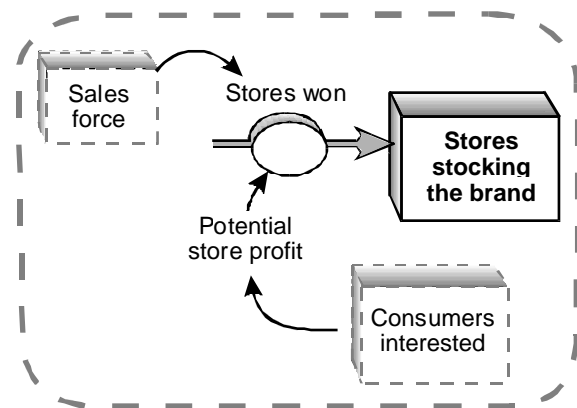 Sales
force
Stores won
Stores
stocking
the brand
Potential
store profit
Consumers
interested